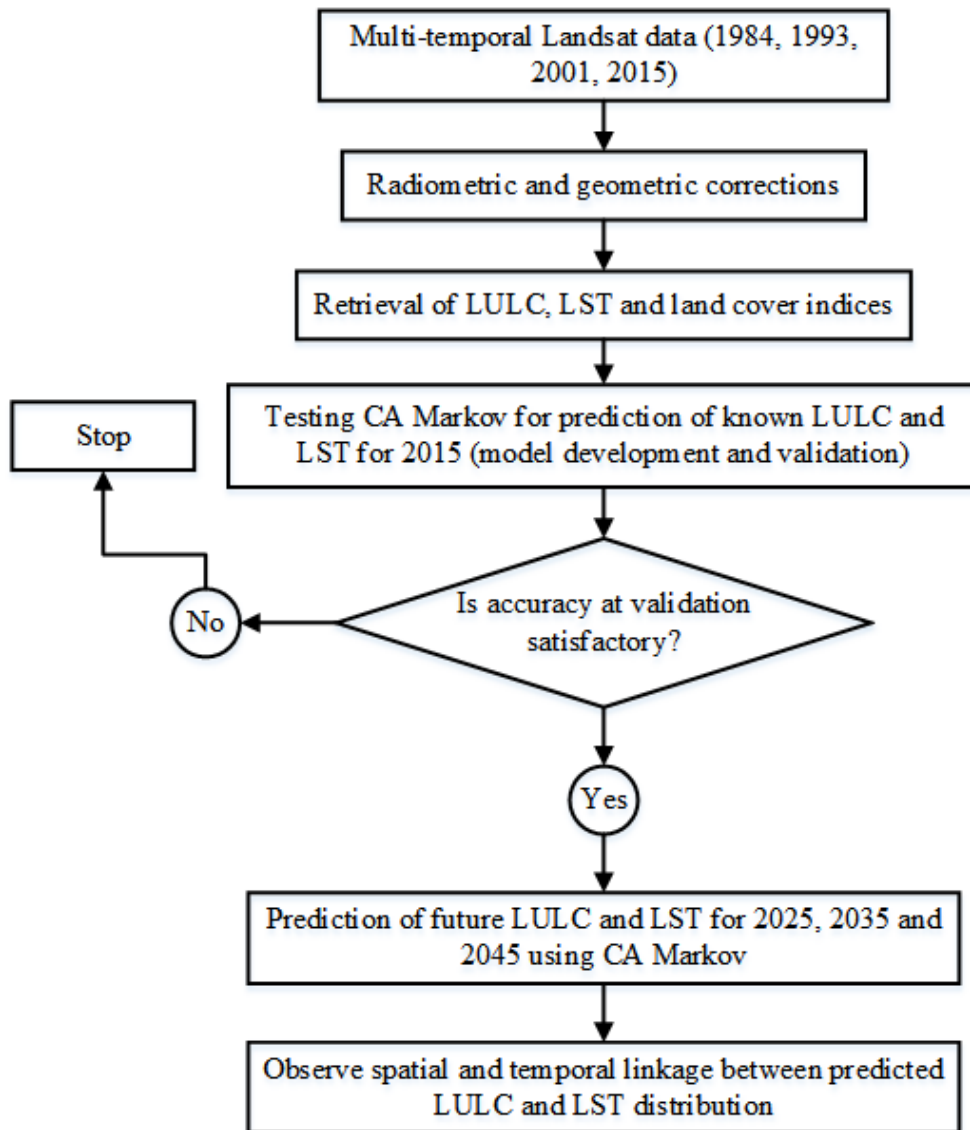 Multi-temporal Landsat data (1984, 1993,
2001, 2015)
Radiometric and geometric corrections
Retrieval of LULC, LST and land cover indices
Testing CA Markov for prediction of known LULC and
LST for 2015 (model development and validation)
Stop
Is accuracy at validation
satisfactory?
No
Yes
Prediction of future LULC and LST for 2025, 2035 and
2045 using CA Markov
Observe spatial and temporal linkage between predicted
LULC and LST distribution